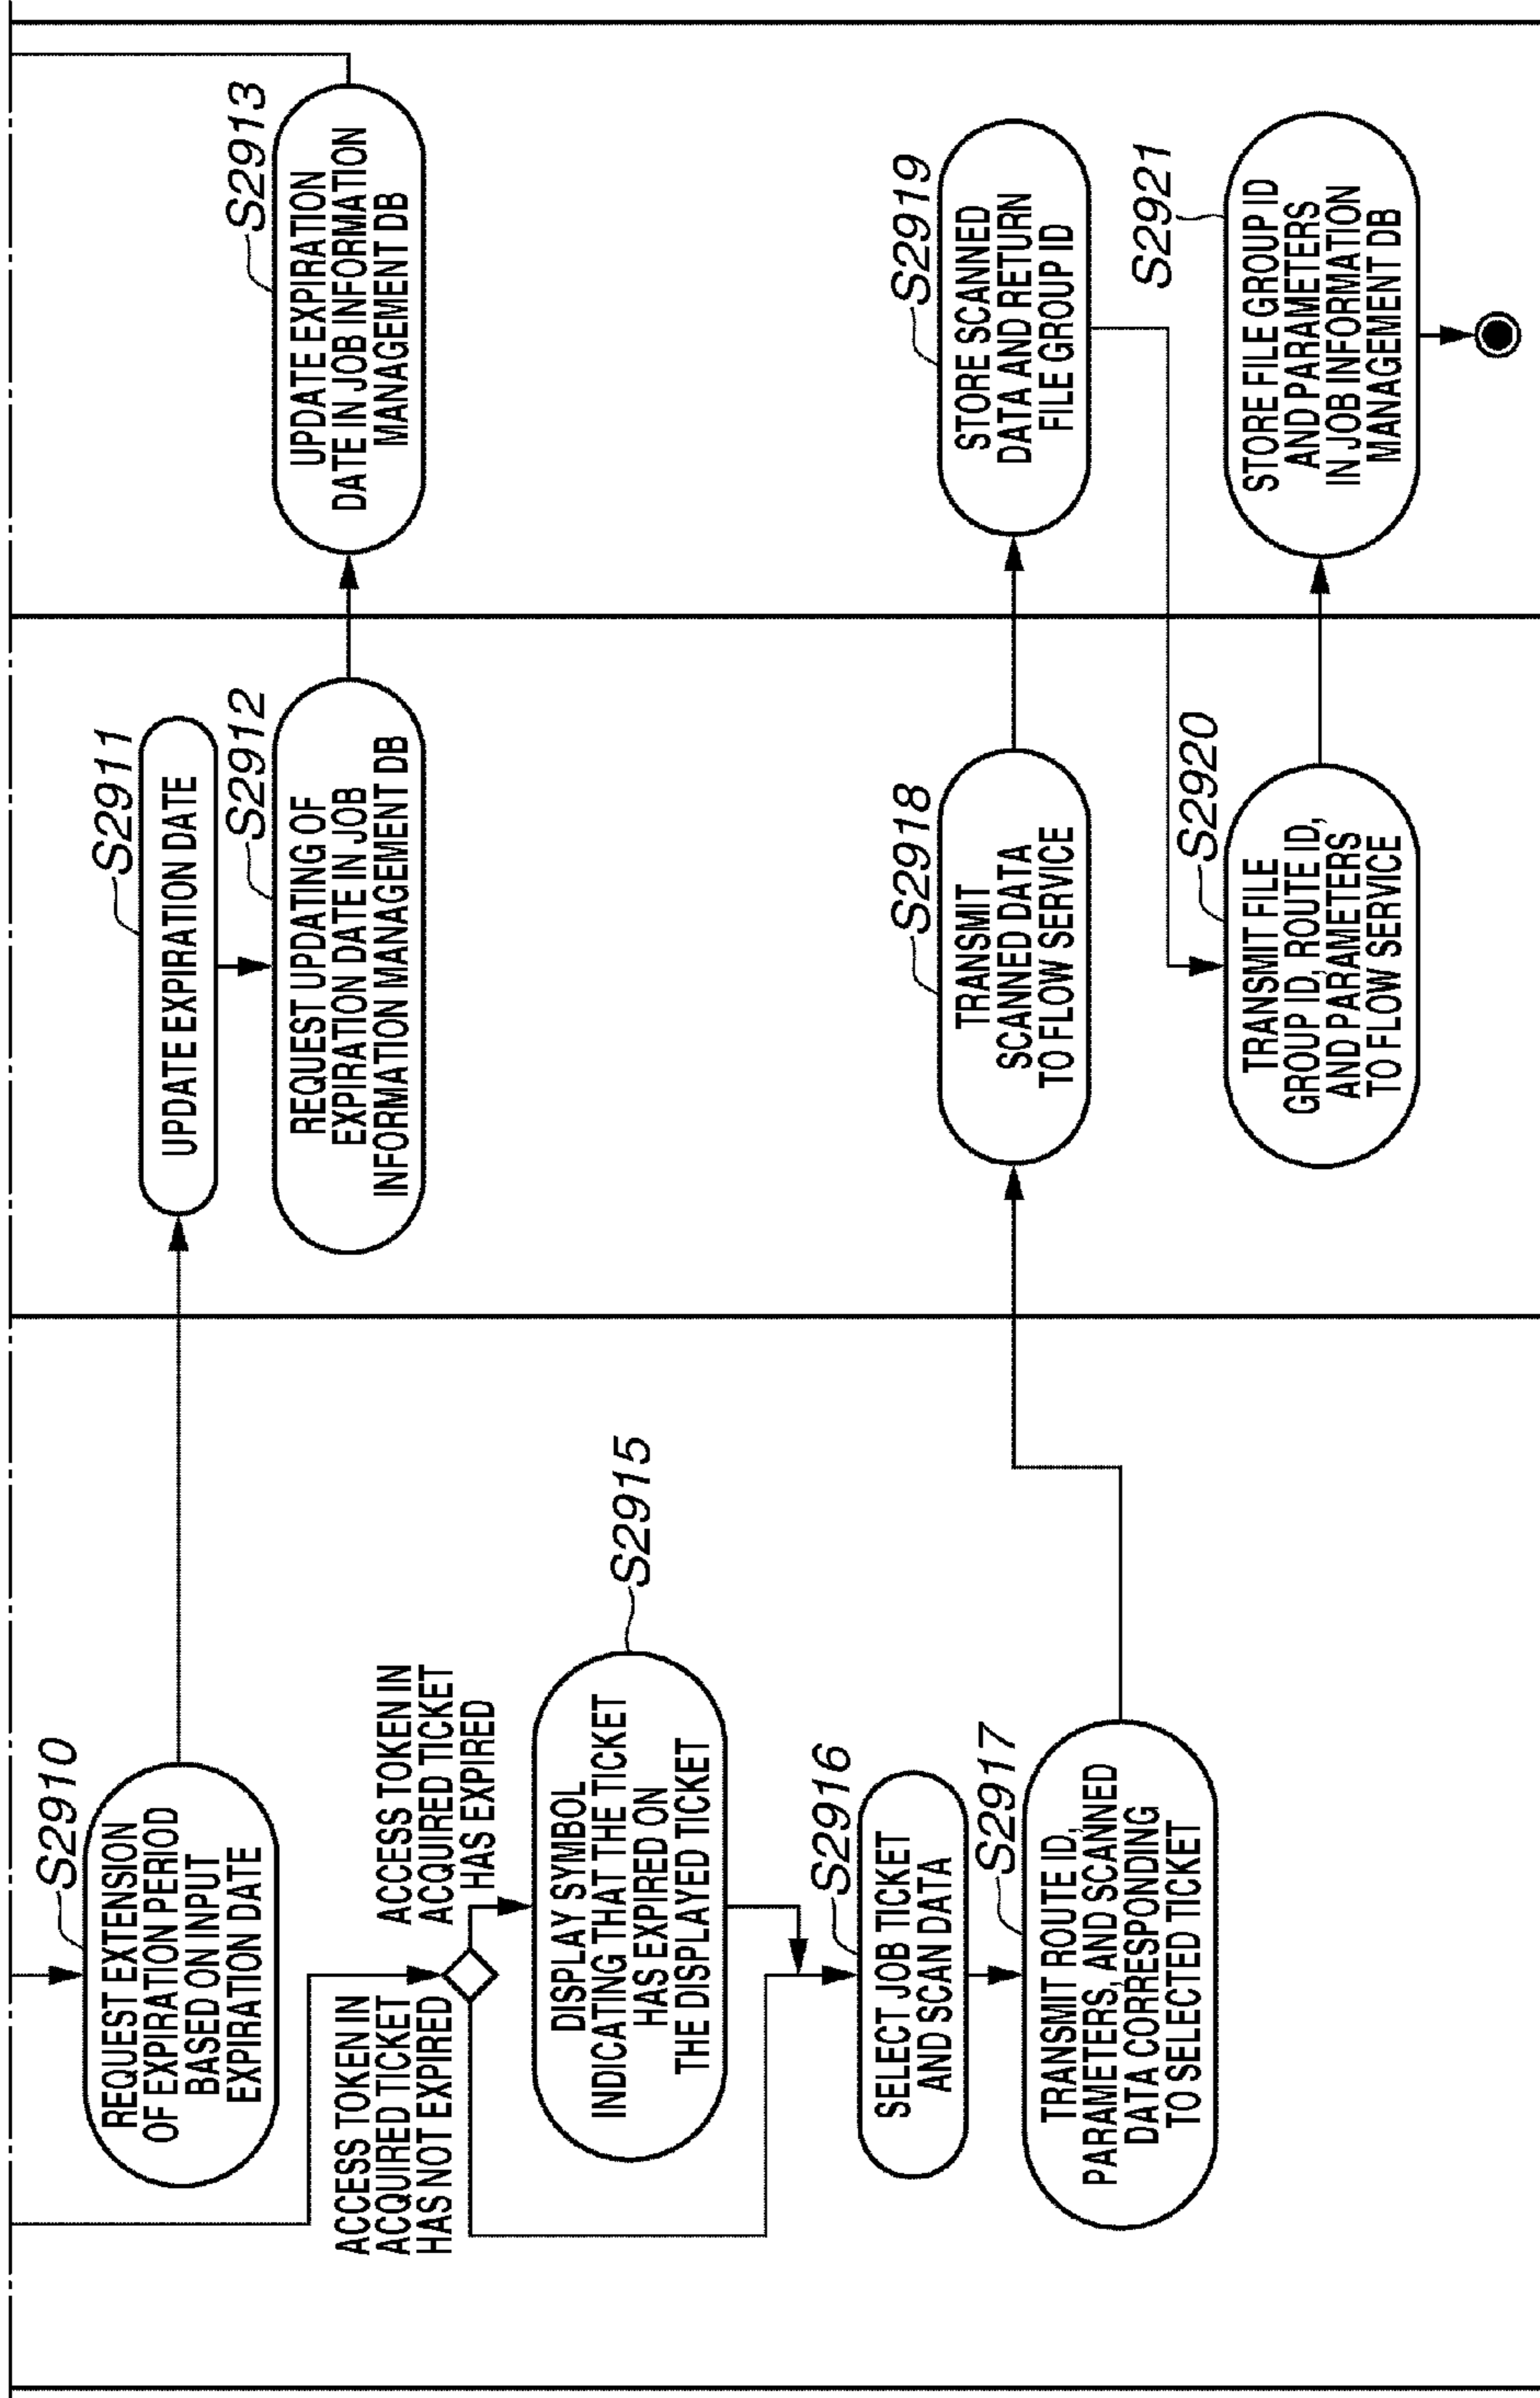 S2910
REQUEST EXTENSION
OF EXPIRATION PERIOD
BASED ON INPUT
EXPIRATION DATE
S2911
UPDATE EXPIRATION DATE
S2912
REQUEST UPDATING OF
EXPIRATION DATE IN JOB
INFORMATION MANAGEMENT DB
S2913
UPDATE EXPIRATION
DATE IN JOB INFORMATION
MANAGEMENT DB
ACCESS TOKEN IN
ACQUIRED TICKET
HAS NOT EXPIRED
ACCESS TOKEN IN
ACQUIRED TICKET
HAS EXPIRED
S2915
DISPLAY SYMBOL
INDICATING THAT THE TICKET
HAS EXPIRED ON
THE DISPLAYED TICKET
S2916
SELECT JOB TICKET
AND SCAN DATA
S2917
TRANSMIT ROUTE ID,
PARAMETERS, AND SCANNED
DATA CORRESPONDING
TO SELECTED TICKET
S2918
TRANSMIT
SCANNED DATA
TO FLOW SERVICE
S2919
STORE SCANNED
DATA AND RETURN
FILE GROUP ID
S2920
TRANSMIT FILE
GROUP ID, ROUTE ID,
AND PARAMETERS
TO FLOW SERVICE
S2921
STORE FILE GROUP ID
AND PARAMETERS
IN JOB INFORMATION
MANAGEMENT DB